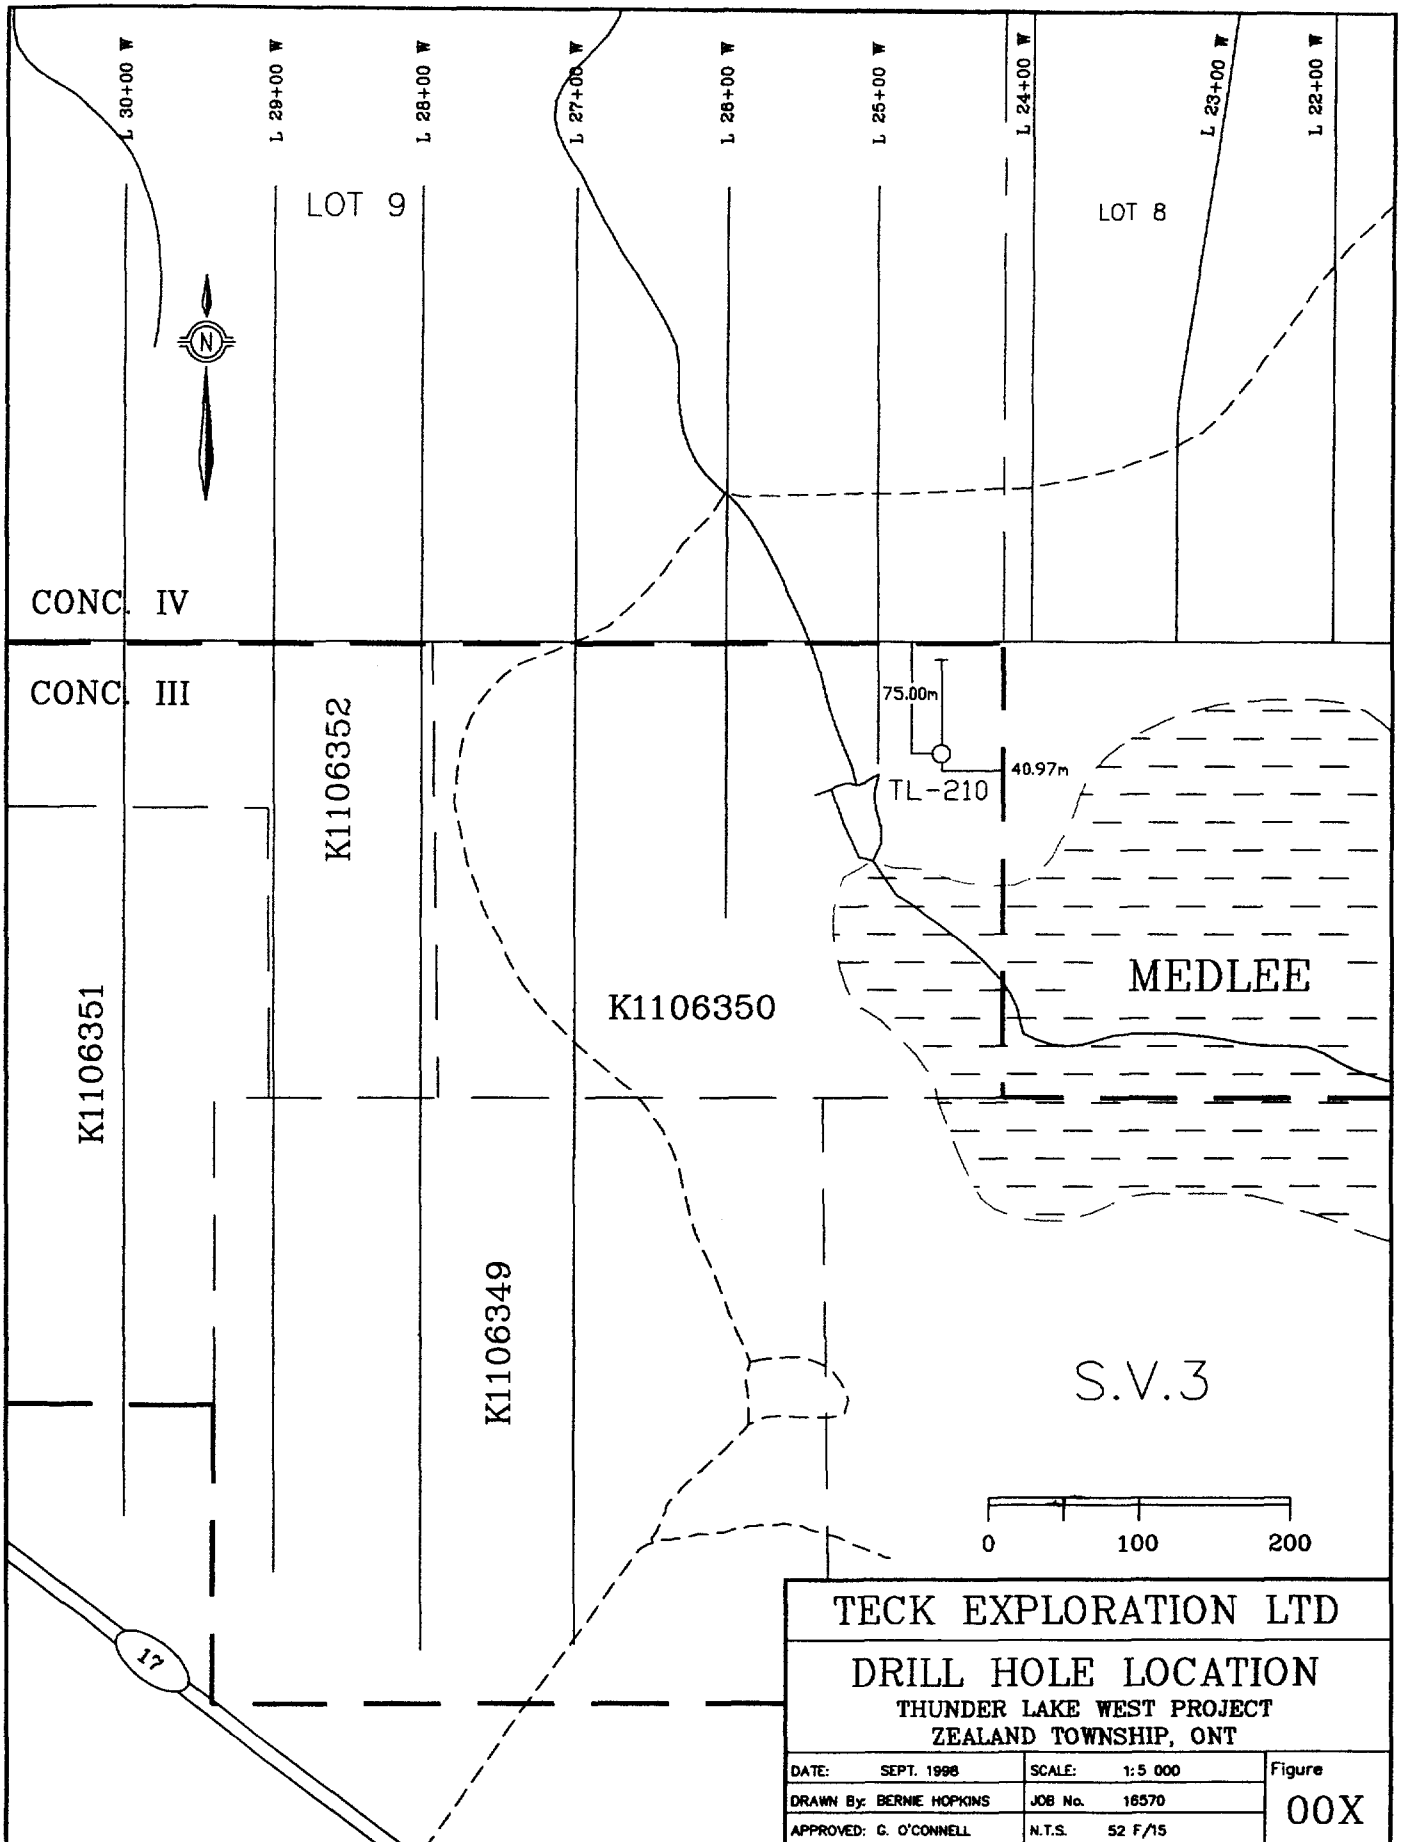 L 30+00 W
L 29+00 W
L 28+00 W
L 27+00 W
L 26+00 W
L 25+00 W
L 24+00 W
L 23+00 W
L 22+00 W
LOT 9
LOT 8
N
CONC. IV
CONC. III
K1106352
75.00m
40.97m
TL-210
MEDLEE
K1106350
K1106351
K1106349
S.V.3
0 100 200
17
TECK EXPLORATION LTD
DRILL HOLE LOCATION
THUNDER LAKE WEST PROJECT
ZEALAND TOWNSHIP, ONT
DATE: SEPT. 1998
SCALE: 1:5 000
Figure
DRAWN By: BERNIE HOPKINS
JOB No. 16570
00X
APPROVED: G. O'CONNELL
N.T.S. 52 F/15